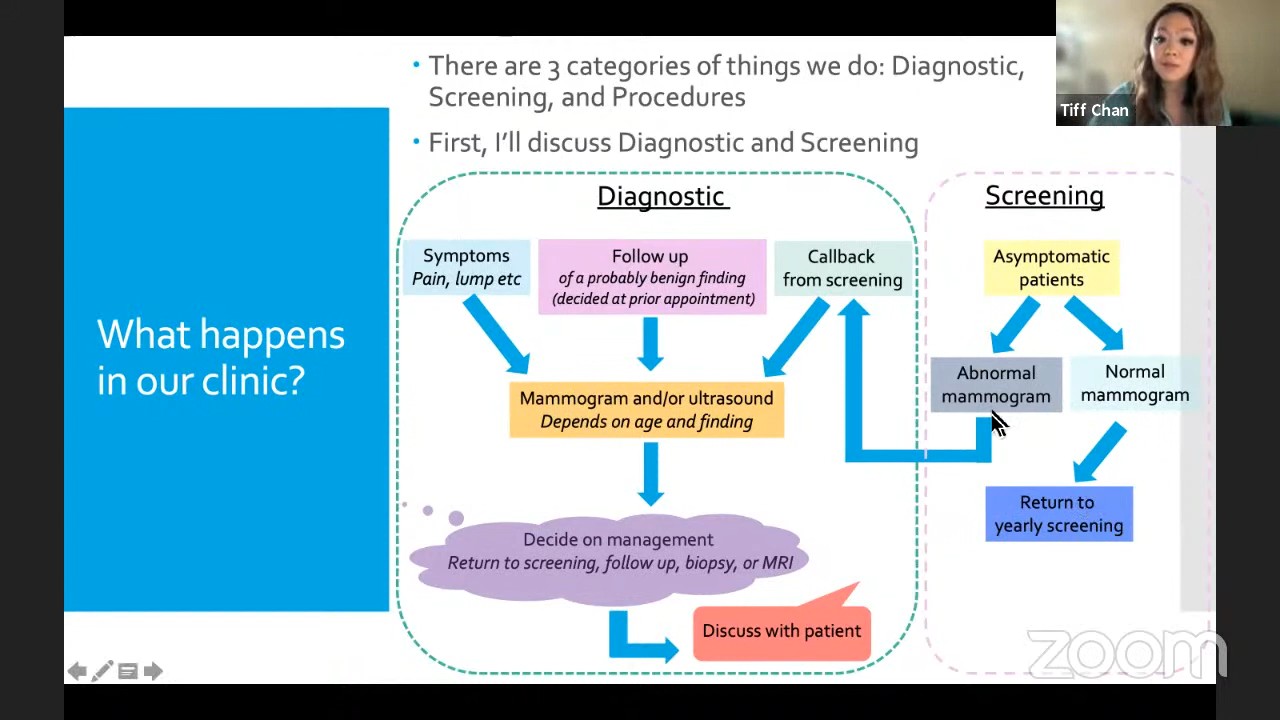 There are 3 categories of things we do: Diagnostic,
Screening, and Procedures
First, I'll discuss Diagnostic and Screening
Tiff Chan
What happens
in our clinic?
Diagnostic
Symptoms
Pain, lump etc
Follow up
of a probably benign finding
(decided at prior appointment)
Callback
from screening
Mammogram and/or ultrasound
Depends on age and finding
Decide on management
Return to screening, follow up, biopsy, or MRI
Discuss with patient
Screening
Asymptomatic
patients
Abnormal
mammogram
Normal
mammogram
Return to
yearly screening
zoom